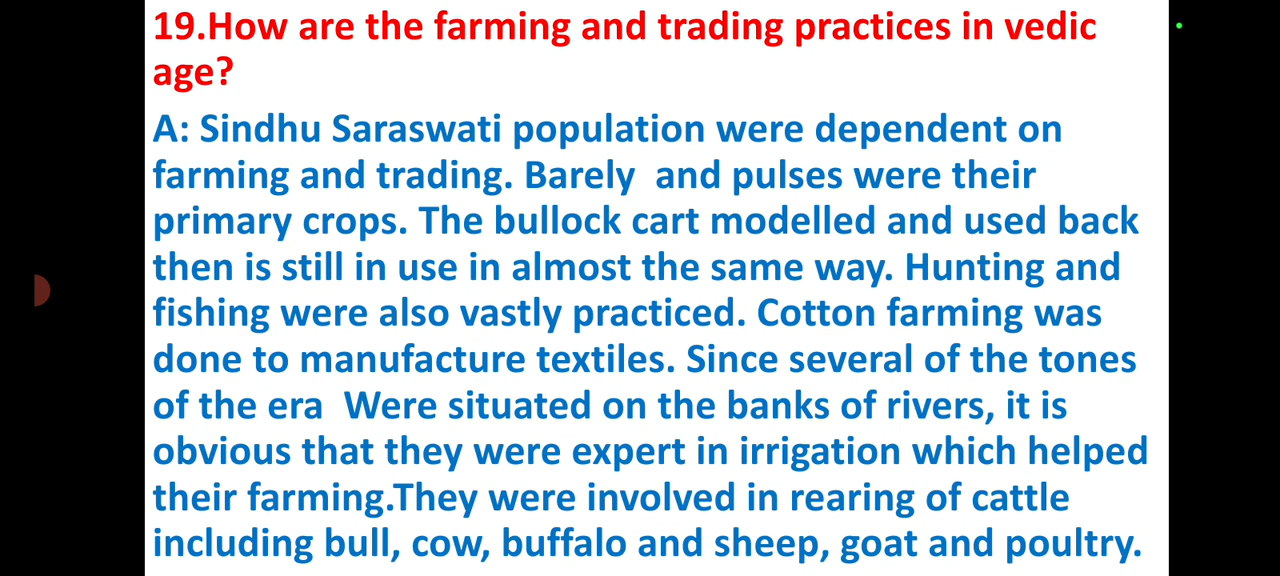 19.How are the farming and trading practices in vedic
age?
A: Sindhu Saraswati population were dependent on
farming and trading. Barely  and pulses were their
primary crops. The bullock cart modelled and used back
then is still in use in almost the same way. Hunting and
fishing were also vastly practiced. Cotton farming was
done to manufacture textiles. Since several of the tones
of the era  Were situated on the banks of rivers, it is
obvious that they were expert in irrigation which helped
their farming.They were involved in rearing of cattle
including bull, cow, buffalo and sheep, goat and poultry.